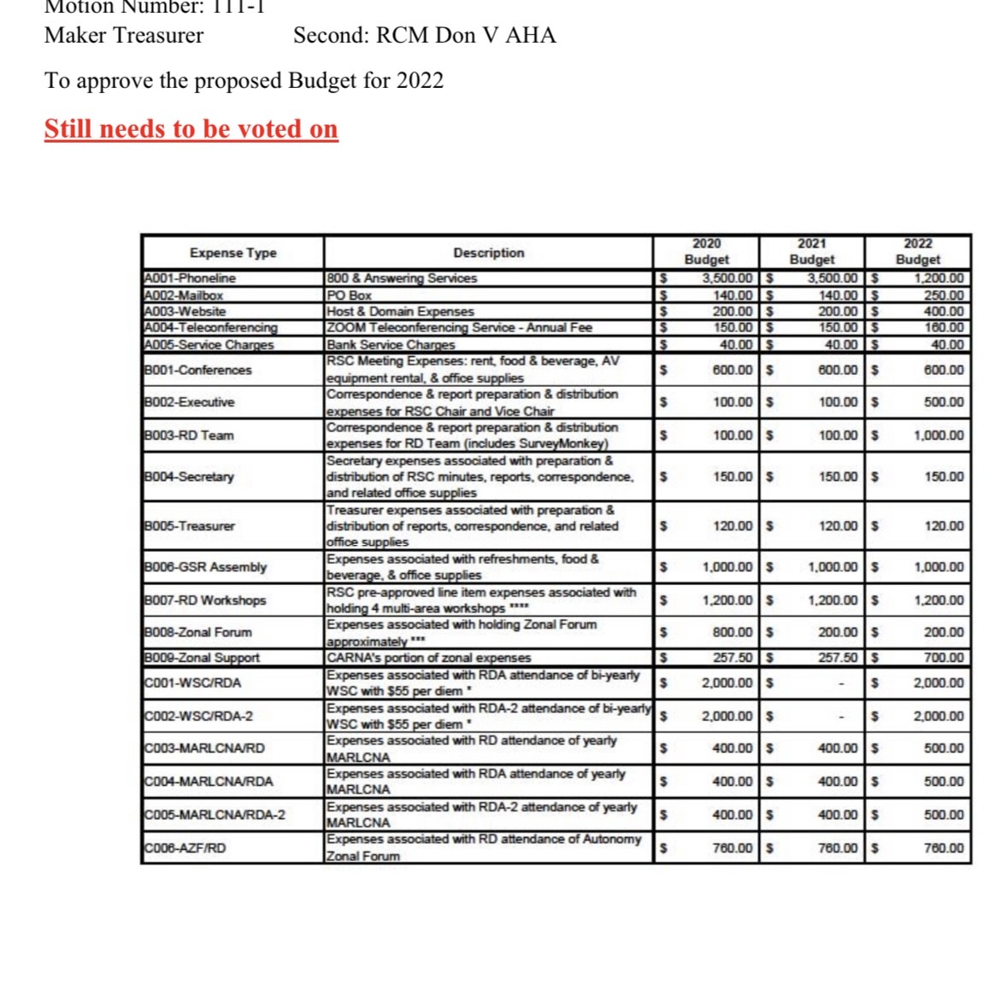 Motion Number: 111-1
Maker Treasurer Second: RCM Don V AHA
To approve the proposed Budget for 2022
Still needs to be voted on
Expense Type Description 2020 Budget 2021 Budget 2022 Budget
A001-Phoneline 800 & Answering Services $ 3,500.00 $ 3,500.00 $ 1,200.00
A002-Mailbox PO Box $ 140.00 $ 140.00 $ 250.00
A003-Website Host & Domain Expenses $ 200.00 $ 200.00 $ 400.00
A004-Teleconferencing ZOOM Teleconferencing Service - Annual Fee $ 150.00 $ 150.00 $ 160.00
A005-Service Charges Bank Service Charges $ 40.00 $ 40.00 $ 40.00
RSC Meeting Expenses: rent, food & beverage, AV
B001-Conferences equipment rental, & office supplies $ 600.00 $ 600.00 $ 600.00
Correspondence & report preparation & distribution
B002-Executive expenses for RSC Chair and Vice Chair $ 100.00 $ 100.00 $ 500.00
Correspondence & report preparation & distribution
B003-RD Team expenses for RD Team (includes SurveyMonkey) $ 100.00 $ 100.00 $ 1,000.00
Secretary expenses associated with preparation &
B004-Secretary distribution of RSC minutes, reports, correspondence, $ 150.00 $ 150.00 $ 150.00
and related office supplies
Treasurer expenses associated with preparation &
B005-Treasurer distribution of reports, correspondence, and related $ 120.00 $ 120.00 $ 120.00
office supplies
Expenses associated with refreshments, food &
B006-GSR Assembly beverage, & office supplies $ 1,000.00 $ 1,000.00 $ 1,000.00
RSC pre-approved line item expenses associated with
B007-RD Workshops holding 4 multi-area workshops **** $ 1,200.00 $ 1,200.00 $ 1,200.00
Expenses associated with holding Zonal Forum
B008-Zonal Forum approximately *** $ 800.00 $ 200.00 $ 200.00
B009-Zonal Support CARNA's portion of zonal expenses $ 257.50 $ 257.50 $ 700.00
Expenses associated with RDA attendance of bi-yearly
C001-WSC/RDA WSC with $55 per diem * $ 2,000.00 $ - $ 2,000.00
Expenses associated with RDA-2 attendance of bi-yearly
C002-WSC/RDA-2 WSC with $55 per diem * $ 2,000.00 $ - $ 2,000.00
Expenses associated with RD attendance of yearly
C003-MARLCNA/RD MARLCNA $ 400.00 $ 400.00 $ 500.00
Expenses associated with RDA attendance of yearly
C004-MARLCNA/RDA MARLCNA $ 400.00 $ 400.00 $ 500.00
Expenses associated with RDA-2 attendance of yearly
C005-MARLCNA/RDA-2 MARLCNA $ 400.00 $ 400.00 $ 500.00
Expenses associated with RD attendance of Autonomy
C006-AZF/RD Zonal Forum $ 760.00 $ 760.00 $ 760.00